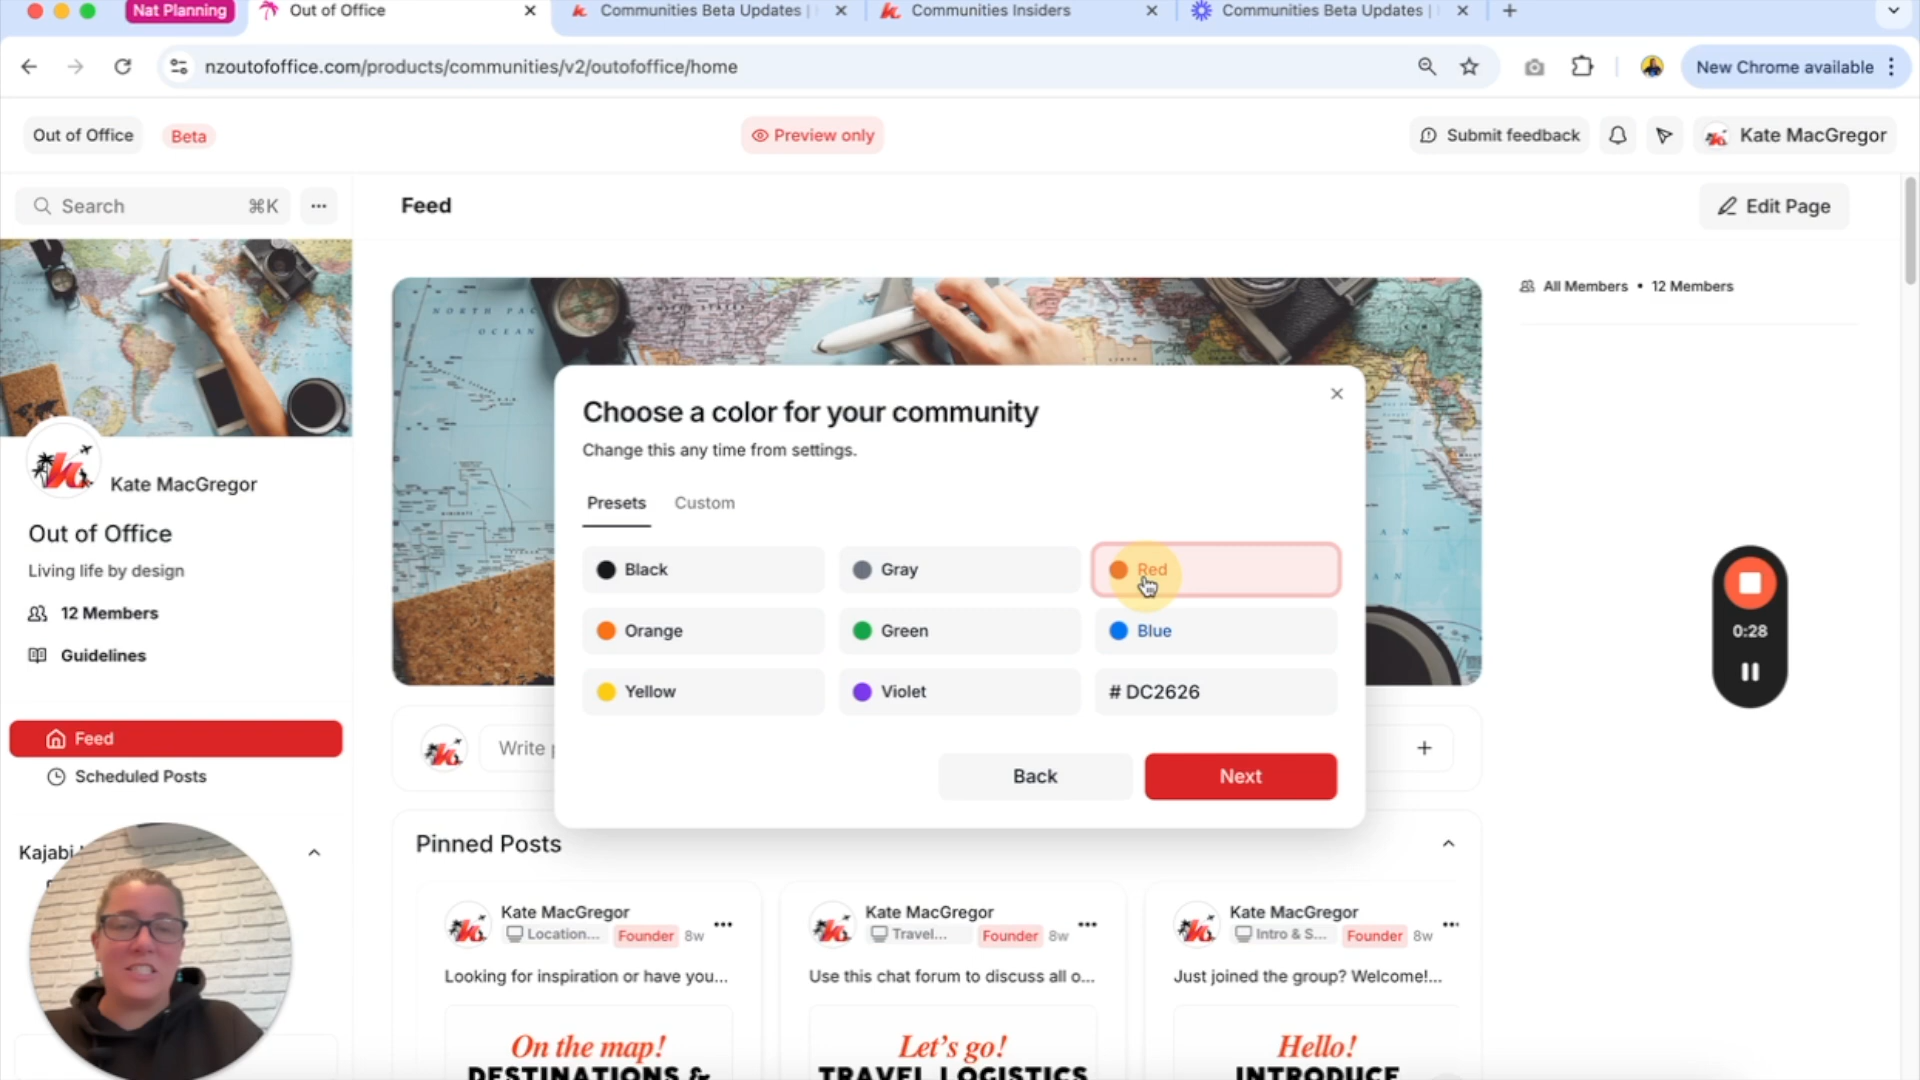 Nat Planning
Out of Office
Communities Beta Updates |
Communities Insiders
Communities Beta Updates |
nzoutofoffice.com/products/communities/v2/outofoffice/home
New Chrome available
Out of Office
Beta
Preview only
Submit feedback
Kate MacGregor
Search
⌘K
Feed
Edit Page
NORTH PAC
OCEAN
All Members • 12 Members
Kate MacGregor
Out of Office
Living life by design
12 Members
Guidelines
Feed
Scheduled Posts
Kajabi
Choose a color for your community
Change this any time from settings.
Presets
Custom
Black
Gray
Red
Orange
Green
Blue
Yellow
Violet
# DC2626
Back
Next
0:28
Write
Pinned Posts
Kate MacGregor
Location...
Founder
8w
Looking for inspiration or have you...
On the map!
DESTINATIONS &
Kate MacGregor
Travel...
Founder
8w
Use this chat forum to discuss all o...
Let's go!
TRAVEL LOGISTICS
Kate MacGregor
Intro & S...
Founder
8w
Just joined the group? Welcome!...
Hello!
INTRODUCE